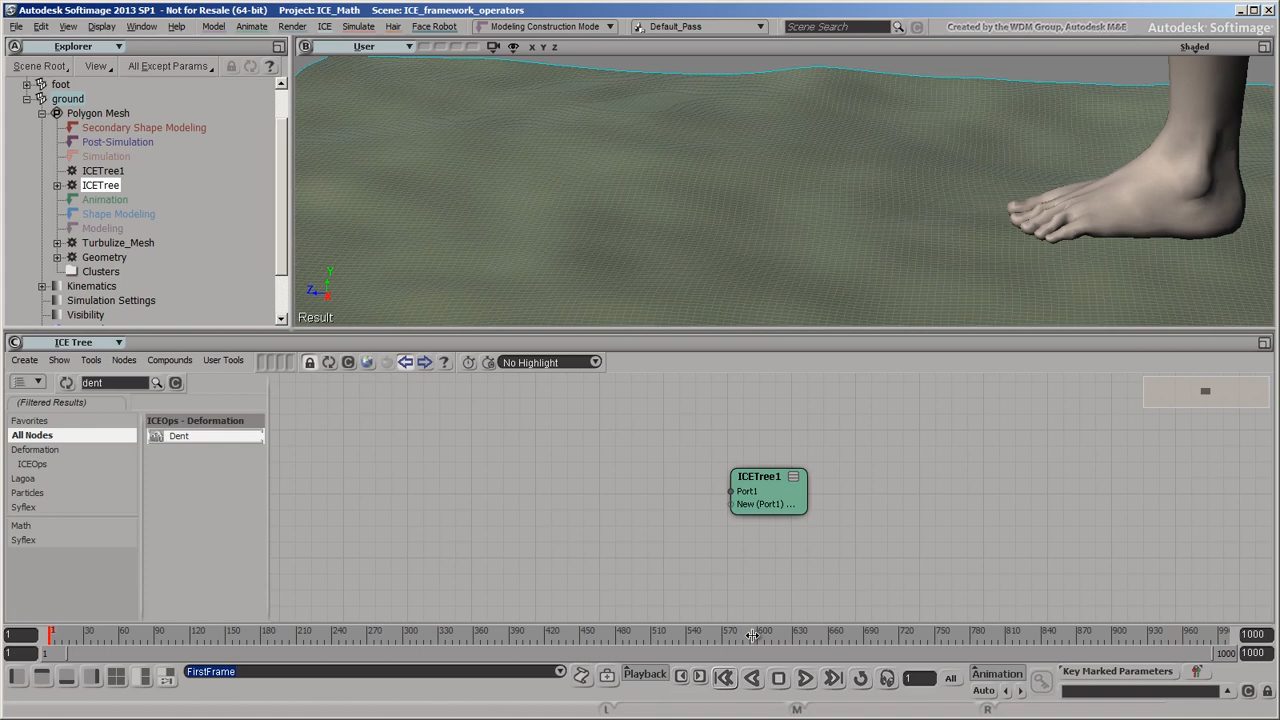 Autodesk Softimage 2013 SP1 - Not for Resale (64-bit) Project: ICE_Math Scene: ICE_framework_operators
File Edit View Display Window Help Model Animate Render ICE Simulate Hair Face Robot Modeling Construction Mode Default_Pass Scene Search Created by the WDM Group, Autodesk M&E Autodesk Softimage
A Explorer
B User X Y Z Shaded
Scene Root View All Except Params ?
foot
ground
Polygon Mesh
Secondary Shape Modeling
Post-Simulation
Simulation
ICETree1
ICETree
Animation
Shape Modeling
Modeling
Turbulize_Mesh
Geometry
Clusters
Kinematics
Simulation Settings
Visibility
Y
Z
X
Result
C ICE Tree
Create Show Tools Nodes Compounds User Tools C ? No Highlight
dent C
(Filtered Results)
Favorites
All Nodes
Deformation
ICEOps
Lagoa
Particles
Syflex
Math
Syflex
ICEOps - Deformation
Dent
ICETree1
Port1
New (Port1) ...
1 1 30 60 90 120 150 180 210 240 270 300 330 360 390 420 450 480 510 540 570 600 630 660 690 720 750 780 810 840 870 900 930 960 99 1000
1 1 1000 1000
FirstFrame Playback 1 All Animation Key Marked Parameters
Auto C
L M R